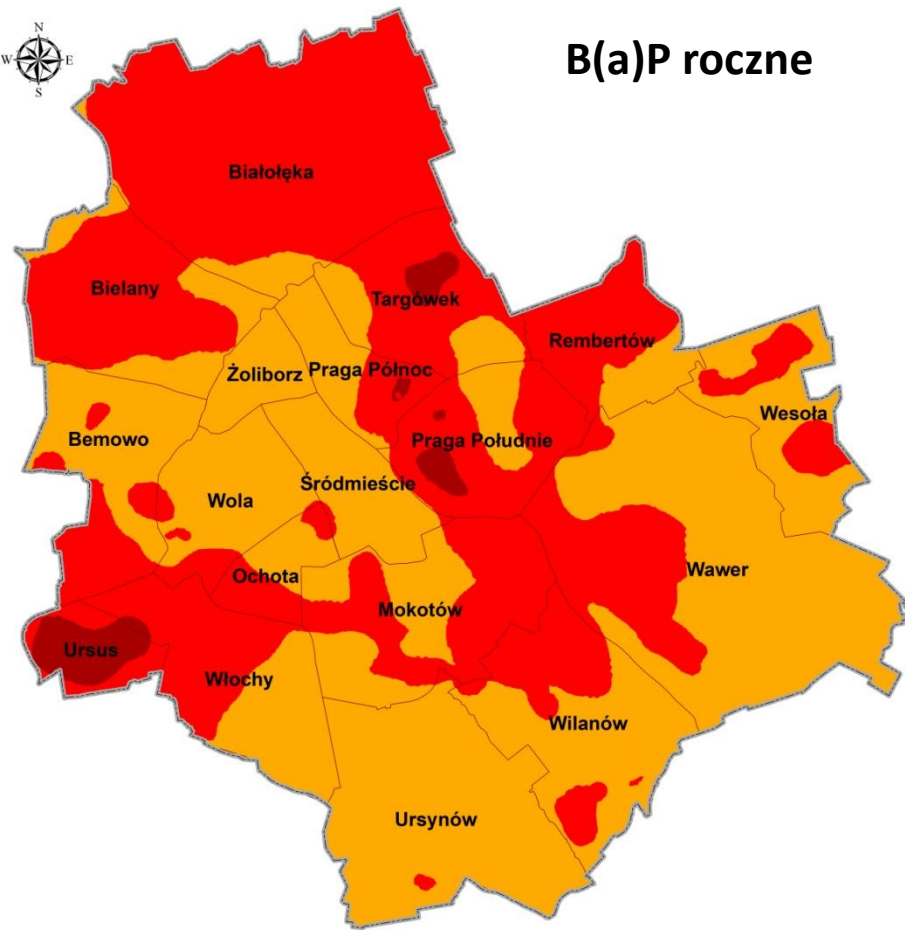 B(a)P roczne
N
W E
S
Białołęka
Bielany
Targówek
Rembertów
Żoliborz
Praga Północ
Wesoła
Bemowo
Praga Południe
Śródmieście
Wola
Wawer
Ochota
Mokotów
Ursus
Włochy
Wilanów
Ursynów